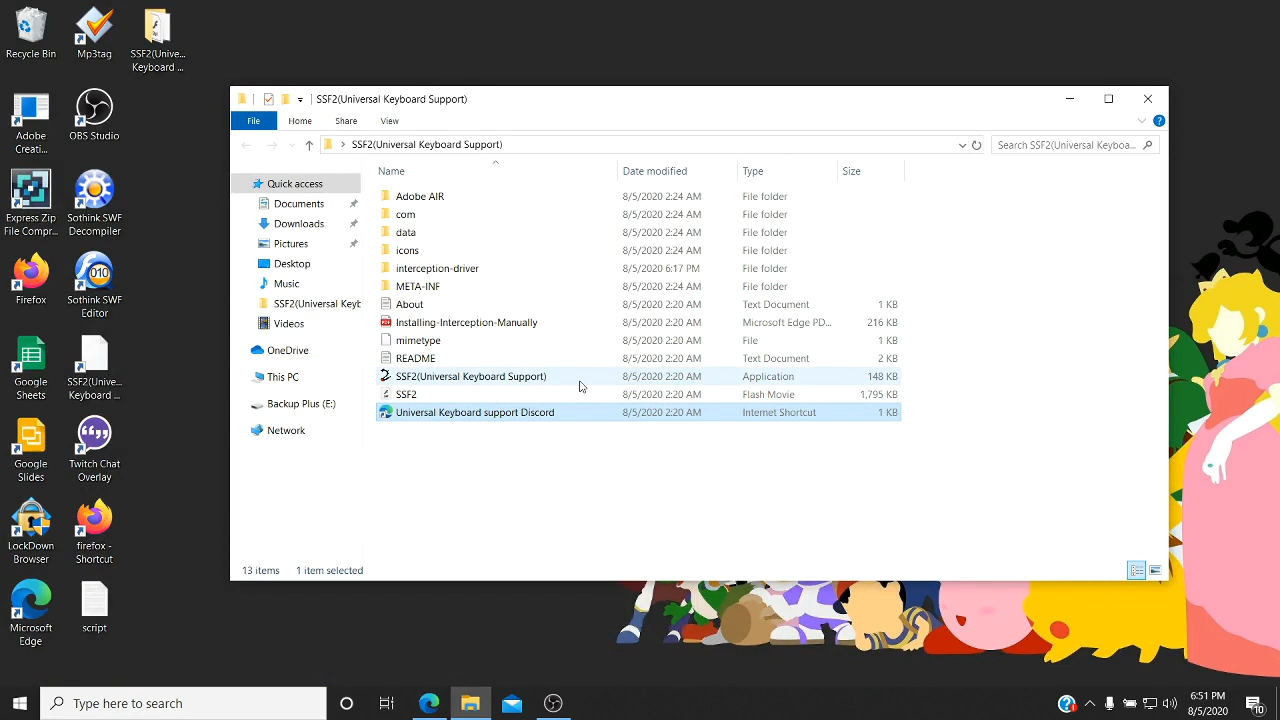 Recycle Bin
Mp3tag
SSF2(Unive...
Keyboard ...
Adobe
Creati...
OBS Studio
Express Zip
File Compr...
Sothink SWF
Decompiler
Firefox
010
Sothink SWF
Editor
Google
Sheets
SSF2(Unive...
Keyboard ...
Google
Slides
Twitch Chat
Overlay
LockDown
Browser
firefox -
Shortcut
Microsoft
Edge
script
SSF2(Universal Keyboard Support)
File Home Share View
SSF2(Universal Keyboard Support)
Search SSF2(Universal Keyboa...
Quick access
Documents
Downloads
Pictures
Desktop
Music
SSF2(Universal Keyb
Videos
OneDrive
This PC
Backup Plus (E:)
Network
Name Date modified Type Size
Adobe AIR 8/5/2020 2:24 AM File folder
com 8/5/2020 2:24 AM File folder
data 8/5/2020 2:24 AM File folder
icons 8/5/2020 2:24 AM File folder
interception-driver 8/5/2020 6:17 PM File folder
META-INF 8/5/2020 2:24 AM File folder
About 8/5/2020 2:20 AM Text Document 1 KB
Installing-Interception-Manually 8/5/2020 2:20 AM Microsoft Edge PD... 216 KB
mimetype 8/5/2020 2:20 AM File 1 KB
README 8/5/2020 2:20 AM Text Document 2 KB
SSF2(Universal Keyboard Support) 8/5/2020 2:20 AM Application 148 KB
SSF2 8/5/2020 2:20 AM Flash Movie 1,795 KB
Universal Keyboard support Discord 8/5/2020 2:20 AM Internet Shortcut 1 KB
13 items 1 item selected
Type here to search
6:51 PM
8/5/2020
10